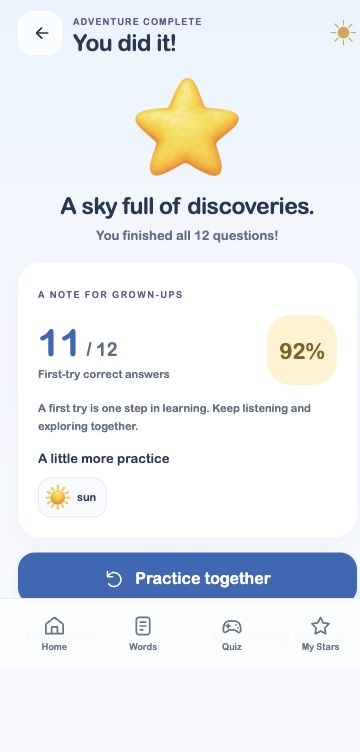 ADVENTURE COMPLETE
You did it!
A sky full of discoveries.
You finished all 12 questions!
A NOTE FOR GROWN-UPS
11 / 12
92%
First-try correct answers
A first try is one step in learning. Keep listening and
exploring together.
A little more practice
sun
Practice together
Home
Words
Quiz
My Stars